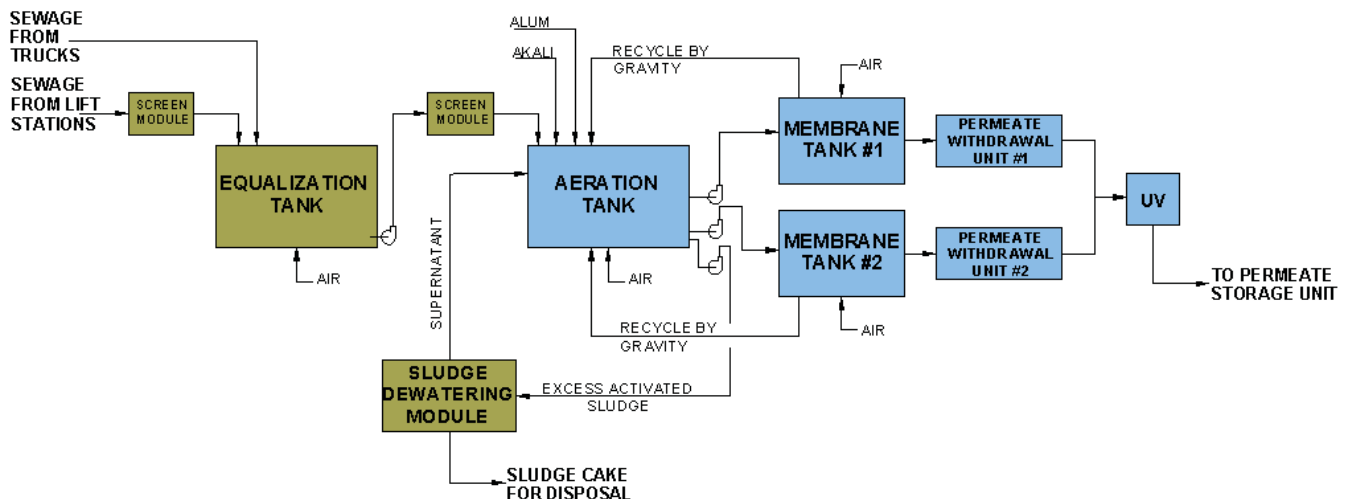 SEWAGE
FROM
TRUCKS
SEWAGE
FROM LIFT
STATIONS
SCREEN
MODULE
EQUALIZATION
TANK
AIR
SCREEN
MODULE
ALUM
AKALI
RECYCLE BY
GRAVITY
AERATION
TANK
AIR
SUPERNATANT
AIR
MEMBRANE
TANK #1
PERMEATE
WITHDRAWAL
UNIT #1
MEMBRANE
TANK #2
PERMEATE
WITHDRAWAL
UNIT #2
AIR
UV
TO PERMEATE
STORAGE UNIT
RECYCLE BY
GRAVITY
SLUDGE
DEWATERING
MODULE
EXCESS ACTIVATED
SLUDGE
SLUDGE CAKE
FOR DISPOSAL